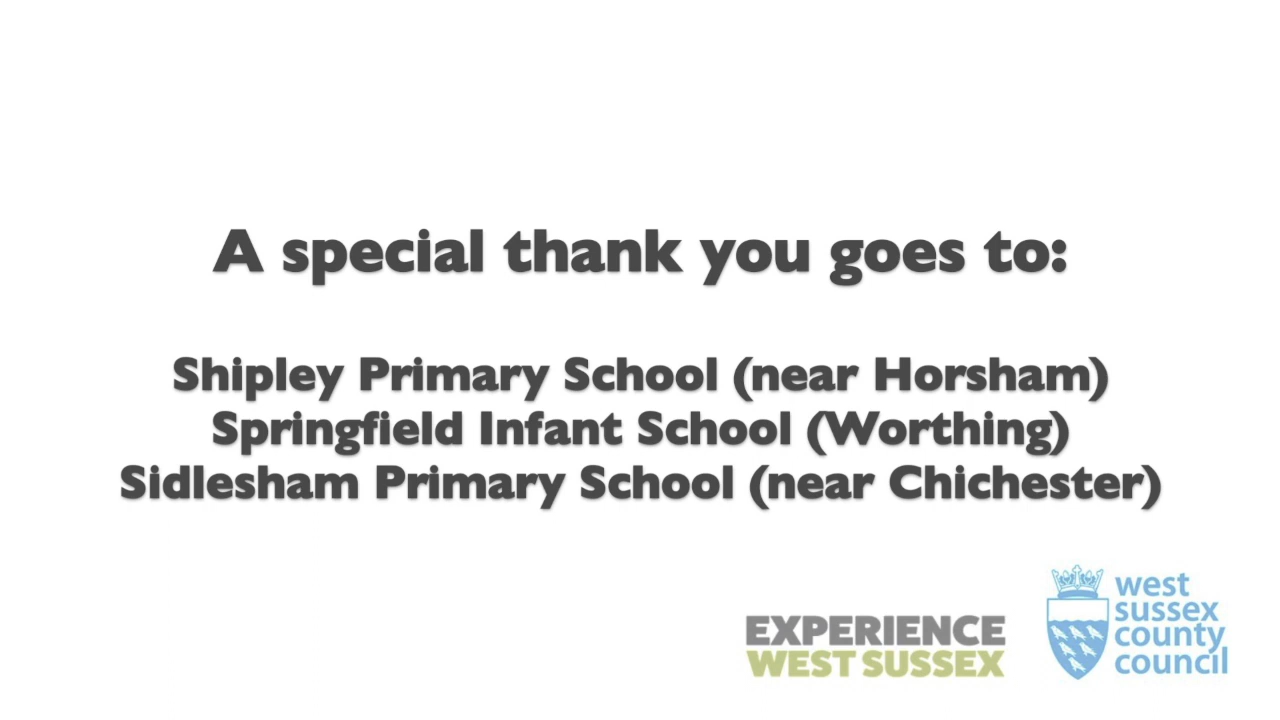 A special thank you goes to:
Shipley Primary School (near Horsham)
Springfield Infant School (Worthing)
Sidlesham Primary School (near Chichester)
EXPERIENCE
WEST SUSSEX
west
sussex
county
council